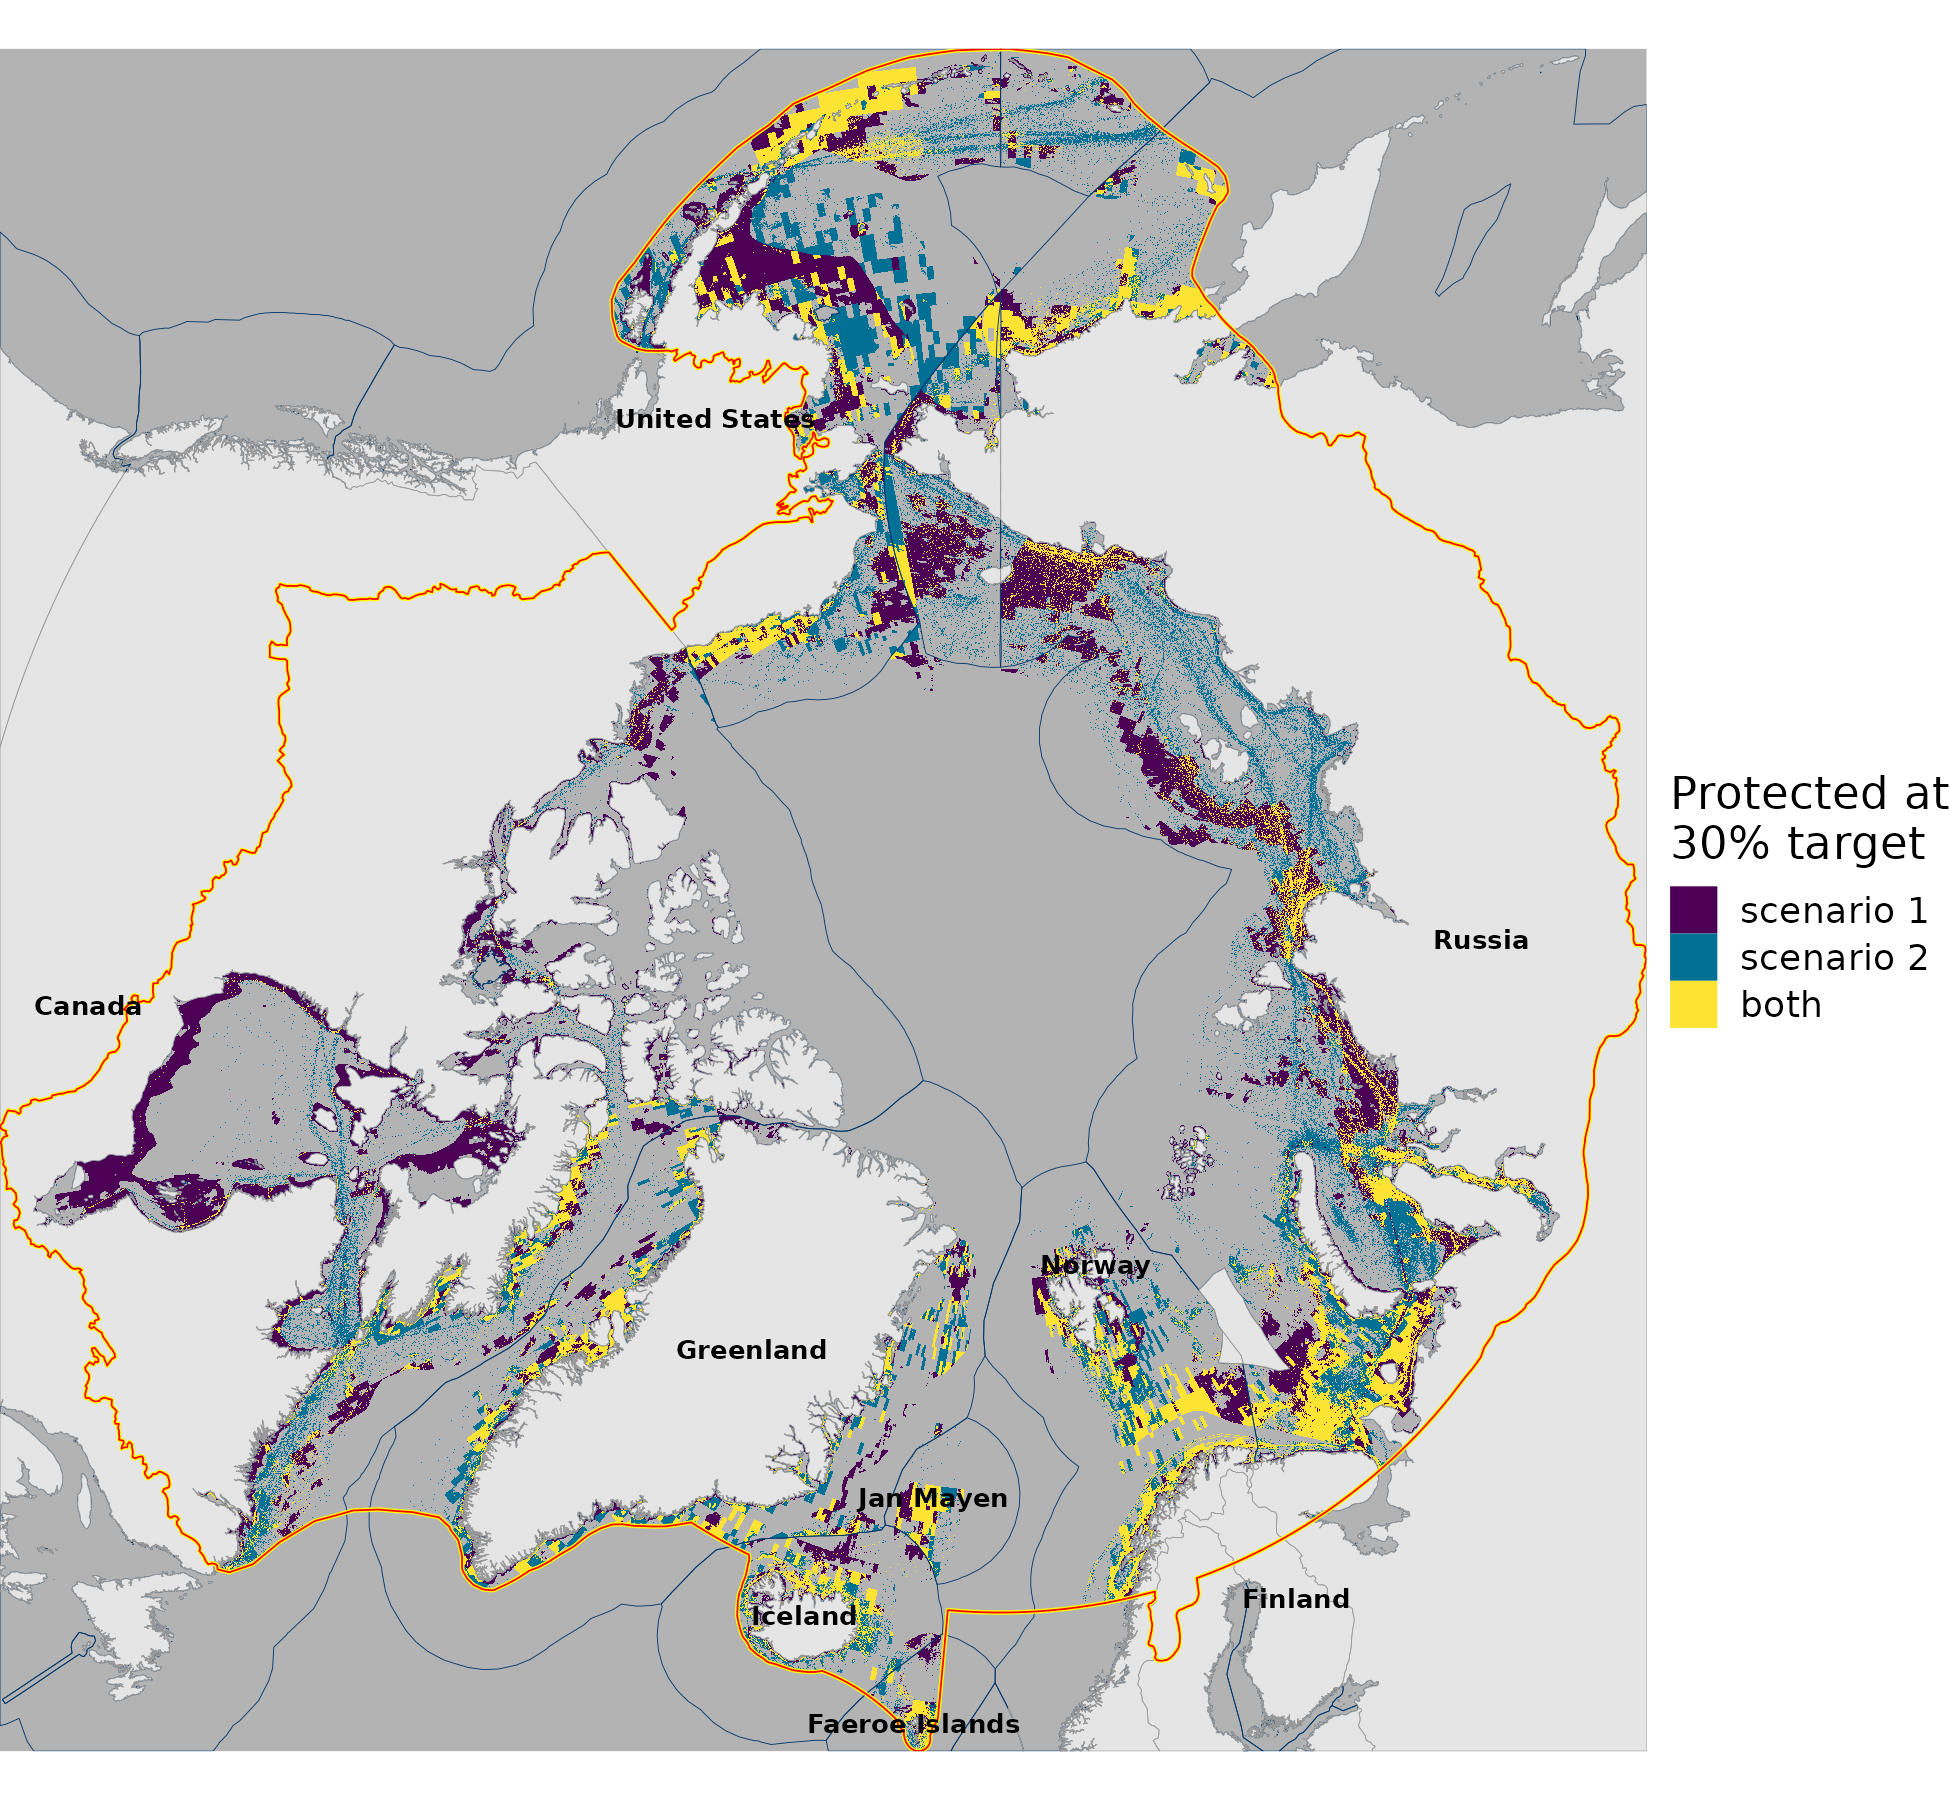 United States
Protected at
30% target
scenario 1
scenario 2
both
Russia
Canada
Norway
Greenland
Jan Mayen
Finland
Iceland
Faeroe Islands